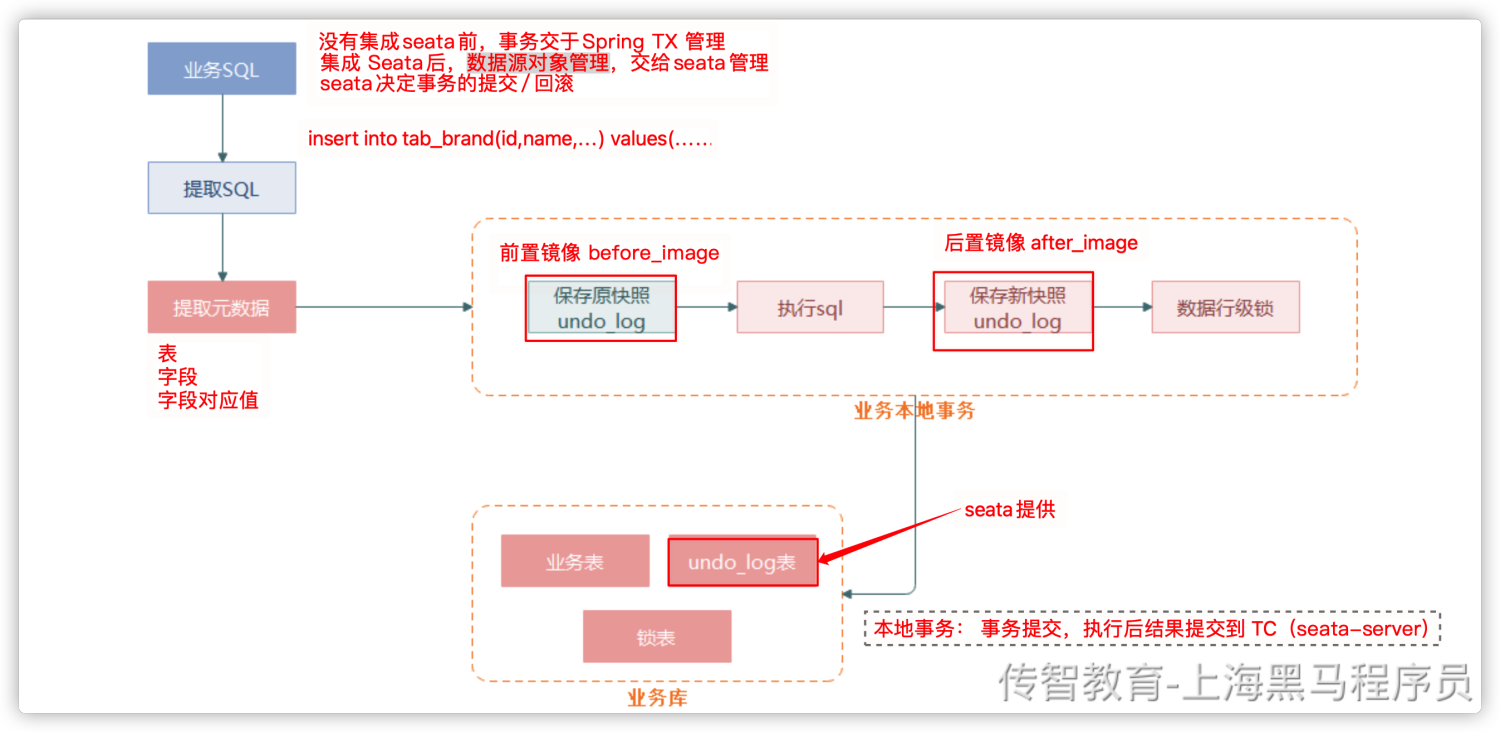 业务SQL
没有集成seata前，事务交于Spring TX 管理
集成 Seata后，数据源对象管理，交给seata管理
seata决定事务的提交/回滚
insert into tab_brand(id,name,...) values(......
提取SQL
提取元数据
表
字段
字段对应值
前置镜像 before_image
后置镜像 after_image
保存原快照
undo_log
执行sql
保存新快照
undo_log
数据行级锁
业务本地事务
seata提供
业务表
undo_log表
锁表
业务库
本地事务： 事务提交，执行后结果提交到 TC（seata-server）
传智教育-上海黑马程序员